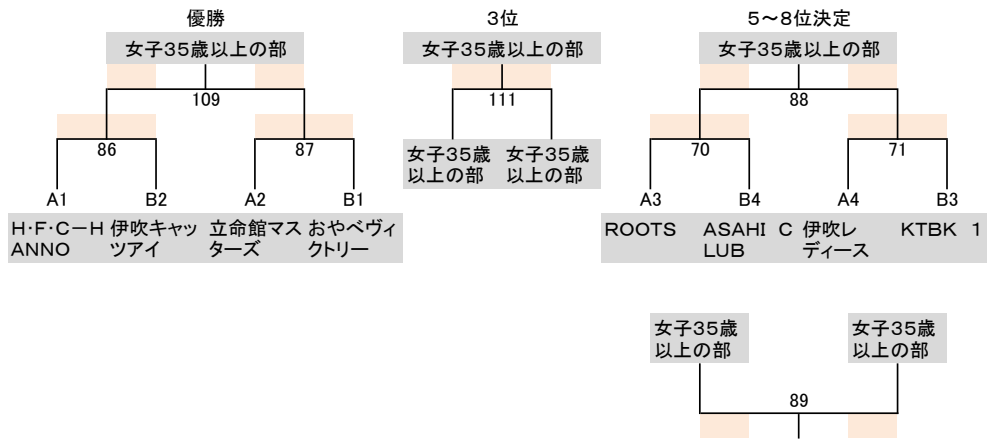 優勝
3位
5～8位決定
女子35歳以上の部
女子35歳以上の部
女子35歳以上の部
109
111
88
86
87
女子35歳
以上の部
女子35歳
以上の部
70
71
A1
B2
A2
B1
A3
B4
A4
B3
H･F･C－H
ANNO
伊吹キャッ
ツアイ
立命館マス
ターズ
おやべヴィ
クトリー
ROOTS
ASAHI C
LUB
伊吹レ
ディース
KTBK 1
女子35歳
以上の部
女子35歳
以上の部
89